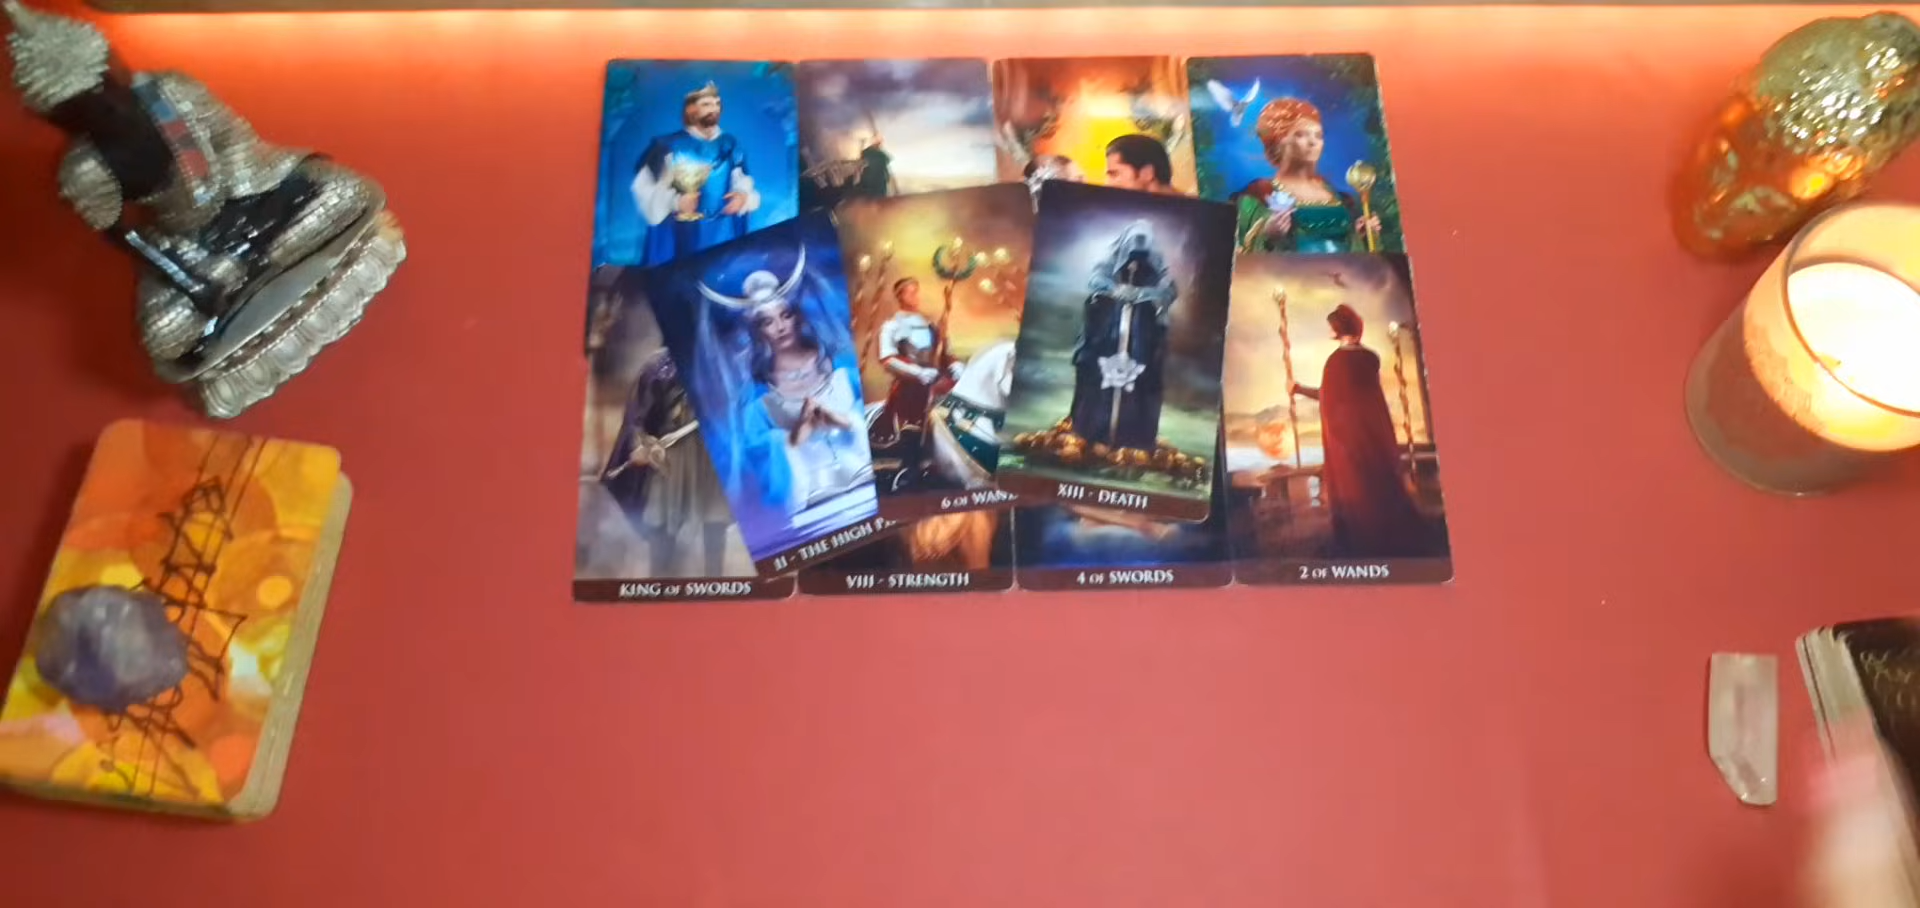 6 OF WAN
XIII - DEATH
II - THE HIGH P
KING OF SWORDS
VIII - STRENGTH
4 OF SWORDS
2 OF WANDS